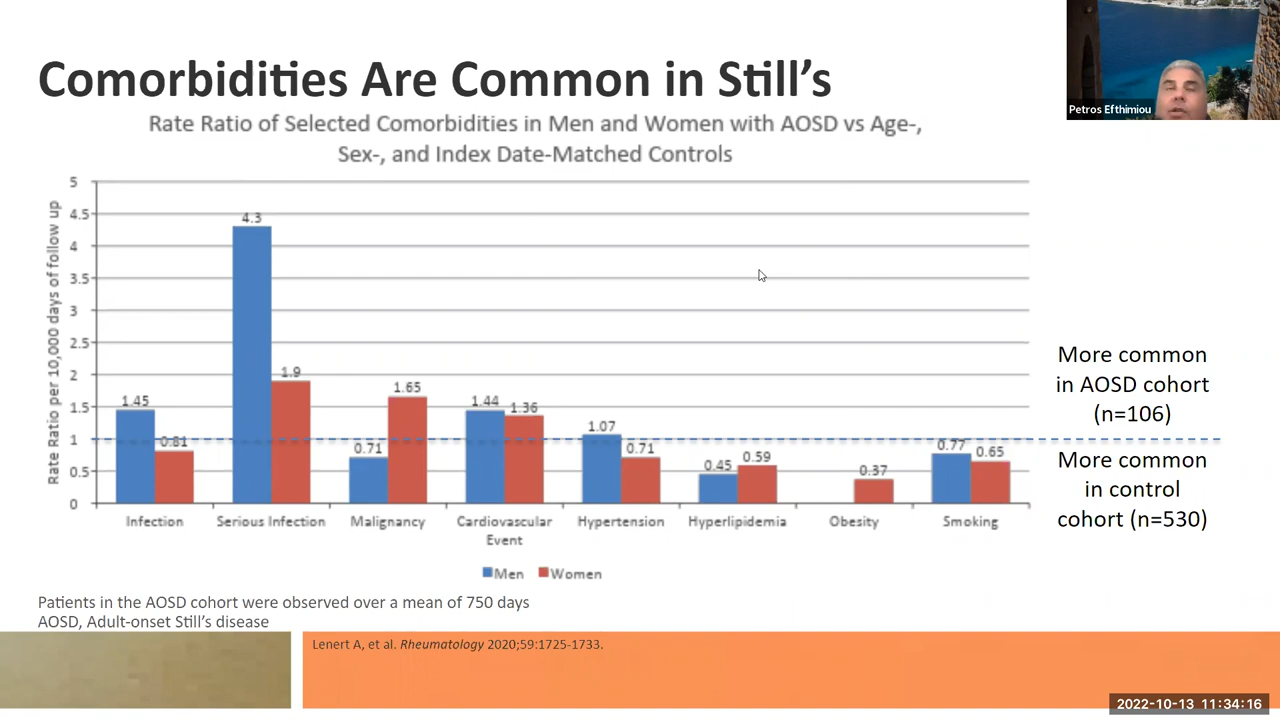 Comorbidities Are Common in Still's
Petros Efthimiou
Rate Ratio of Selected Comorbidities in Men and Women with AOSD vs Age-,
Sex-, and Index Date-Matched Controls
Rate Ratio per 10,000 days of follow up
5
4.5
4
3.5
3
2.5
2
1.5
1
0.5
0
1.45
0.81
4.3
1.9
0.71
1.65
1.44
1.36
1.07
0.71
0.45
0.59
0.37
0.77
0.65
Infection
Serious Infection
Malignancy
Cardiovascular
Event
Hypertension
Hyperlipidemia
Obesity
Smoking
Men
Women
More common
in AOSD cohort
(n=106)
More common
in control
cohort (n=530)
Patients in the AOSD cohort were observed over a mean of 750 days
AOSD, Adult-onset Still's disease
Lenert A, et al. Rheumatology 2020;59:1725-1733.
2022-10-13 11:34:16